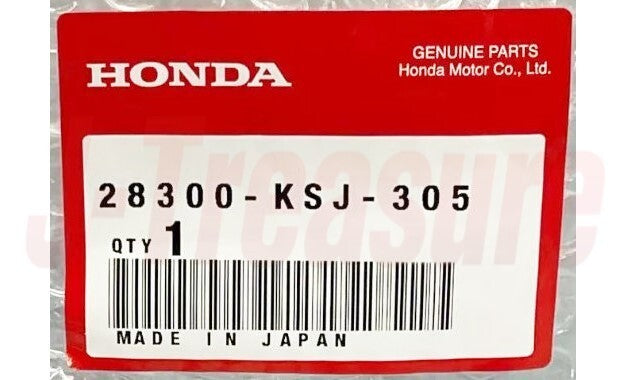 HONDA
GENUINE PARTS
Honda Motor Co., Ltd.
28300-KSJ-305
QTY 1
MADE IN JAPAN
J-Treasure